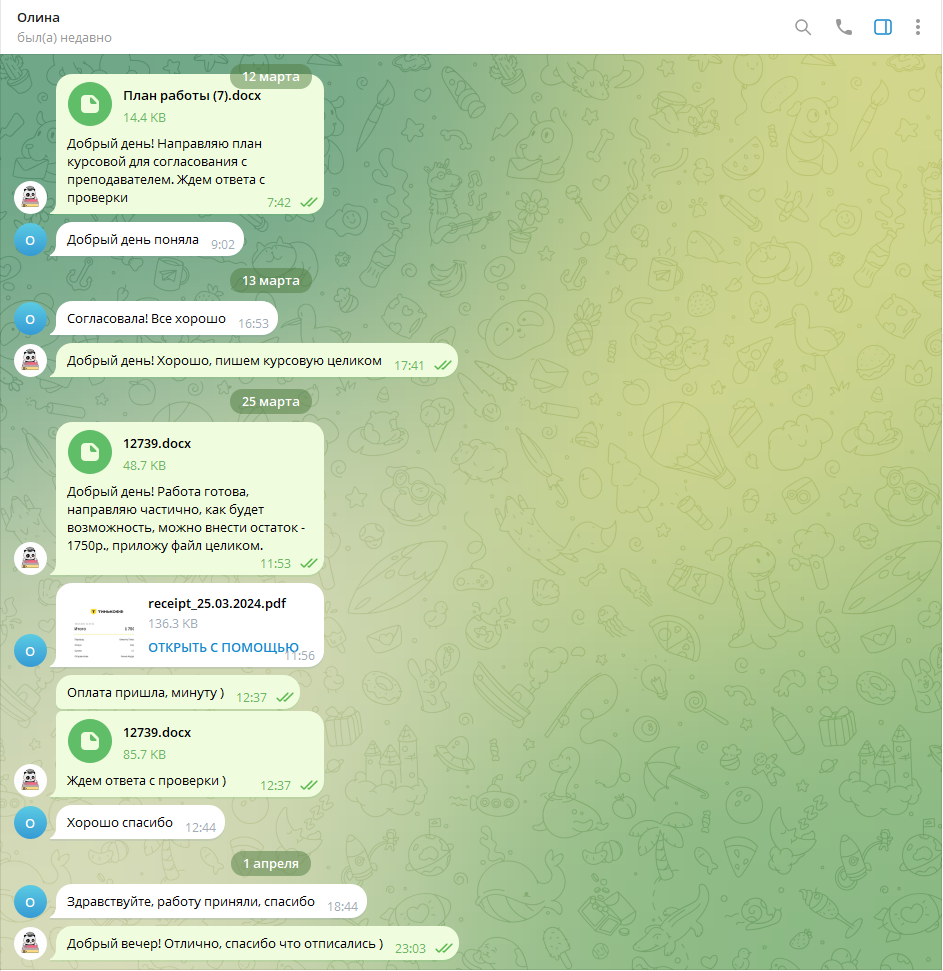 Олина
был(а) недавно
12 марта
План работы (7).docx
14.4 KB
Добрый день! Направляю план
курсовой для согласования с
преподавателем. Ждем ответа с
проверки
7:42
О
Добрый день поняла
9:02
13 марта
О
Согласовала! Все хорошо
16:53
Добрый день! Хорошо, пишем курсовую целиком
17:41
25 марта
12739.docx
48.7 KB
Добрый день! Работа готова,
направляю частично, как будет
возможность, можно внести остаток -
1750р., приложу файл целиком.
11:53
ТИНЬКОФФ
Итого
receipt_25.03.2024.pdf
136.3 KB
ОТКРЫТЬ С ПОМОЩЬЮ
11:56
О
Оплата пришла, минуту )
12:37
12739.docx
85.7 KB
Ждем ответа с проверки )
12:37
О
Хорошо спасибо
12:44
1 апреля
О
Здравствуйте, работу приняли, спасибо
18:44
Добрый вечер! Отлично, спасибо что отписались )
23:03